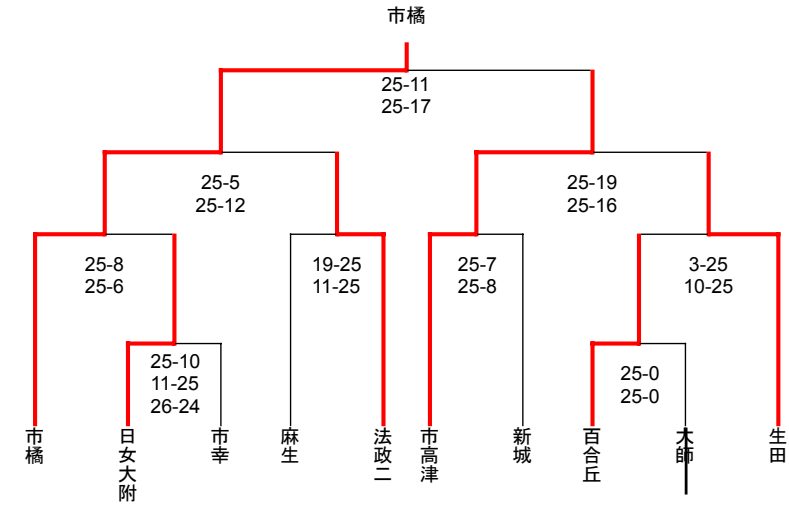 市橘
25-11
25-17
25-5
25-12
25-19
25-16
25-8
25-6
19-25
11-25
25-7
25-8
3-25
10-25
25-10
11-25
26-24
25-0
25-0
市橘
日女大附
市幸
麻生
法政二
市高津
新城
百合丘
大師
生田